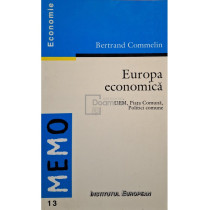 Economie
Bertrand Commelin
Europa
economică
UEM, Piața Comună,
Politici comune
MEMO
13
INSTITUTUL EUROPEAN